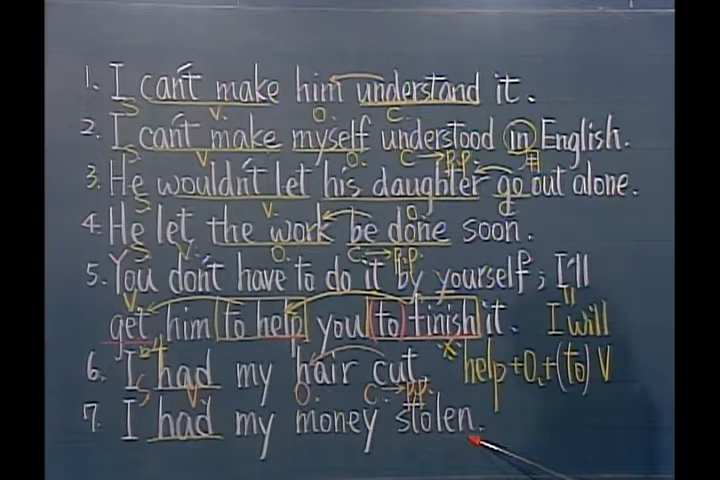 1. I can't make him understand it.
S V. O. C.
2. I can't make myself understood in English.
S V O. C → p.p. 用
3. He wouldn't let his daughter go out alone.
S V. O.
4. He let the work be done soon.
S V. O. C. → p.p.
5. You don't have to do it by yourself; I'll
V
get him to help you (to) finish it. I will
help + O. + (to) V
6. I had my hair cut.
S V. O. C. → p.p.
7. I had my money stolen.